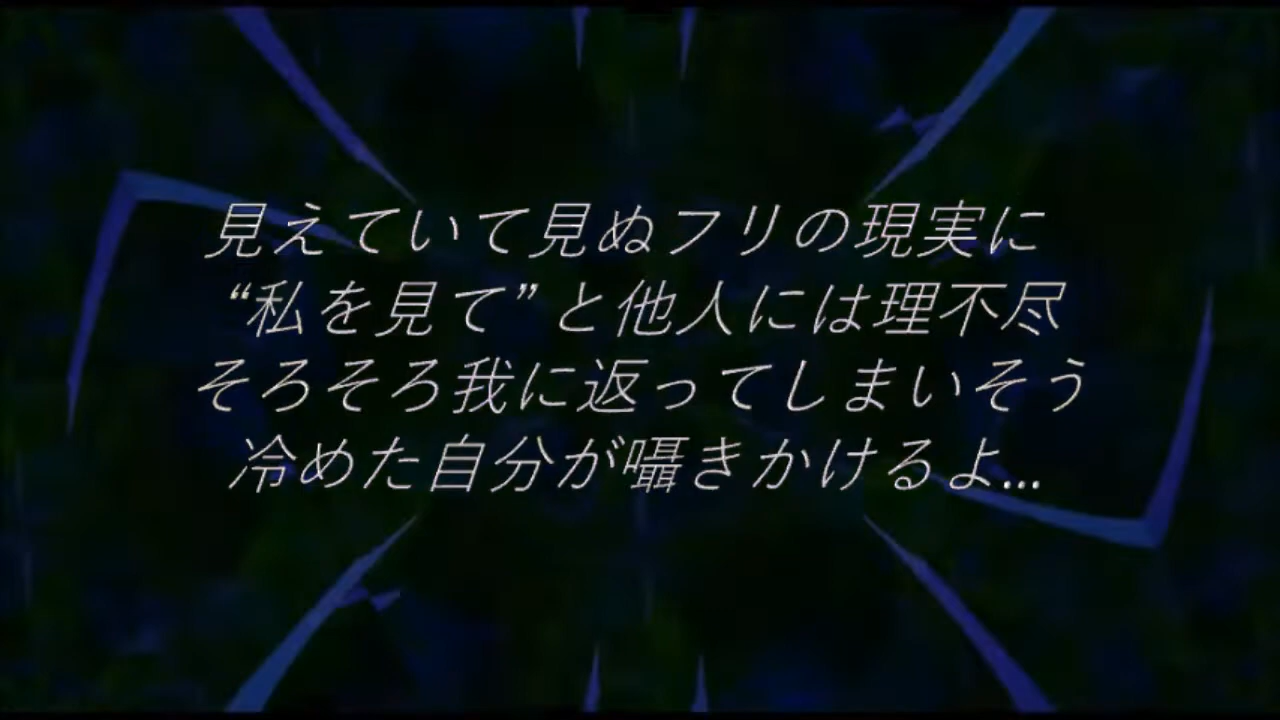 見えていて見ぬフリの現実に
“私を見て”と他人には理不尽
そろそろ我に返ってしまいそう
冷めた自分が囁きかけるよ...